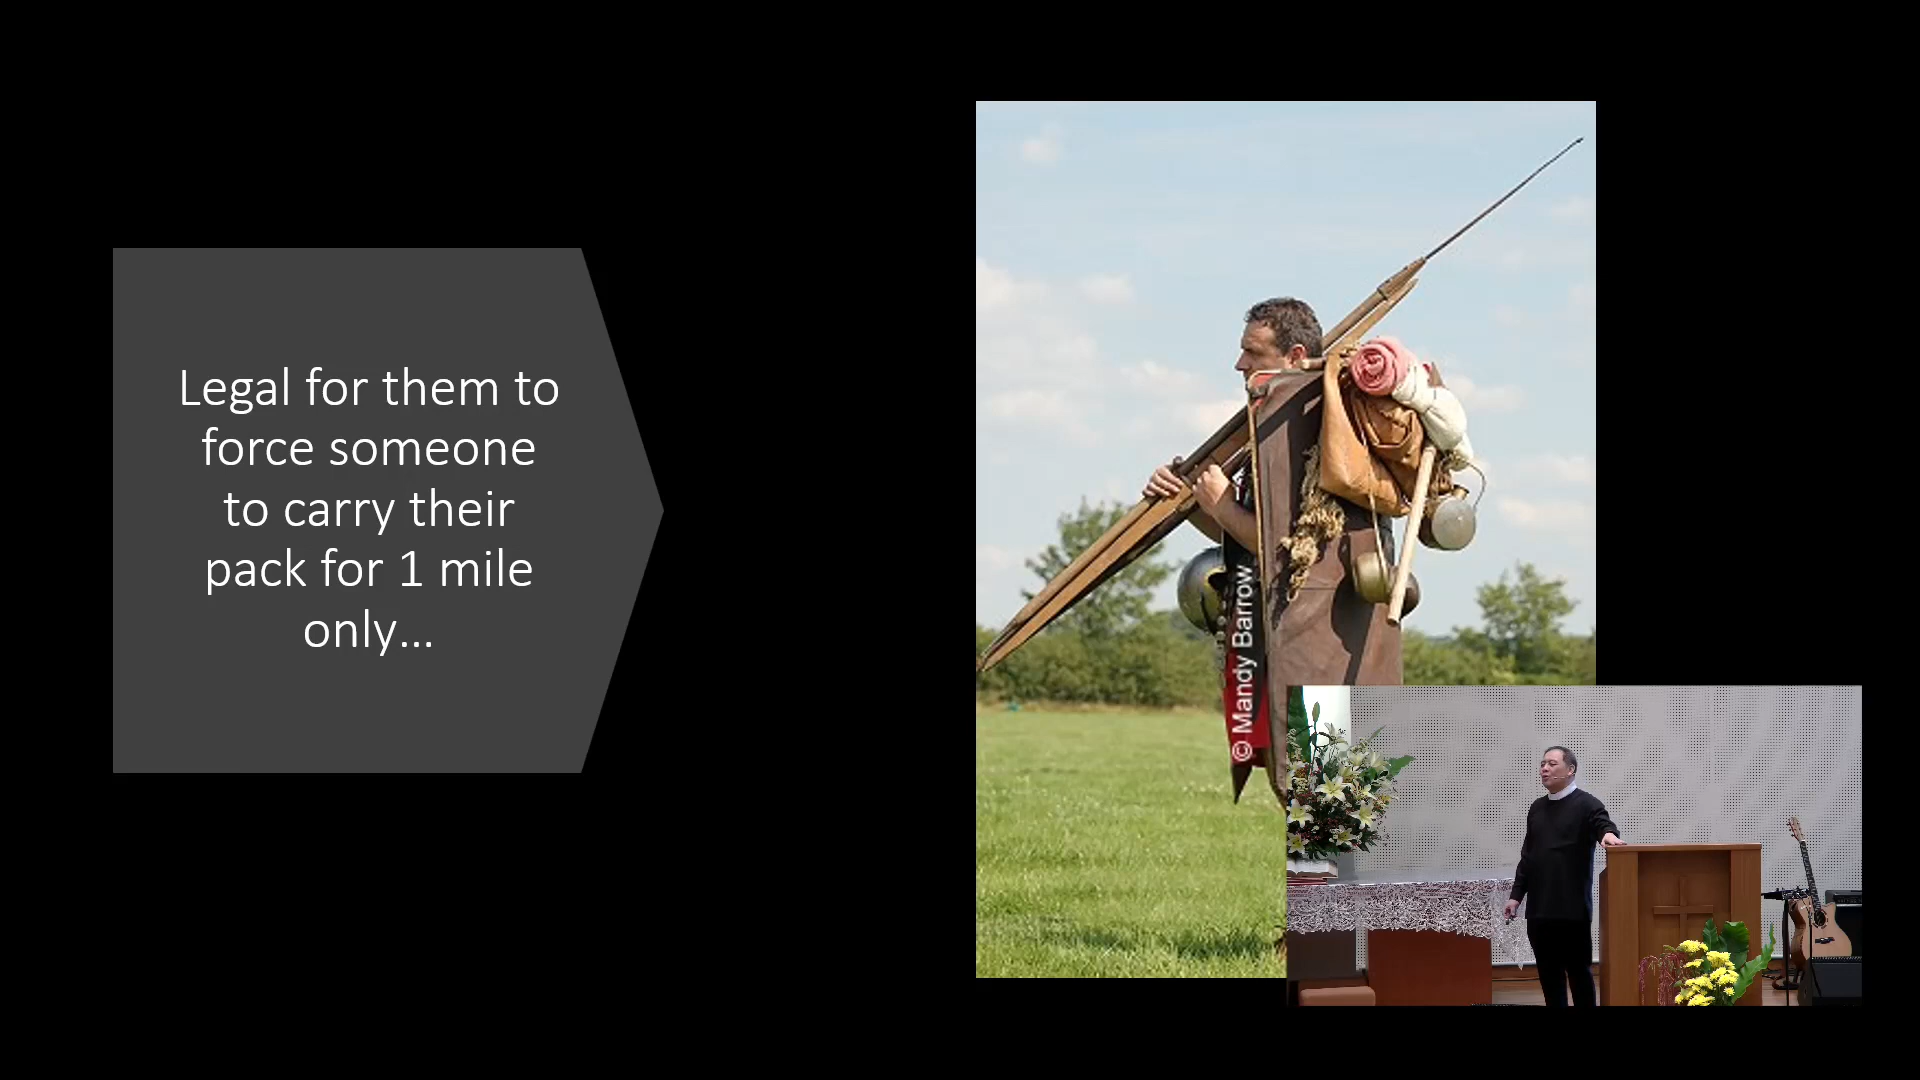 Legal for them to
force someone
to carry their
pack for 1 mile
only...
© Mandy Barrow